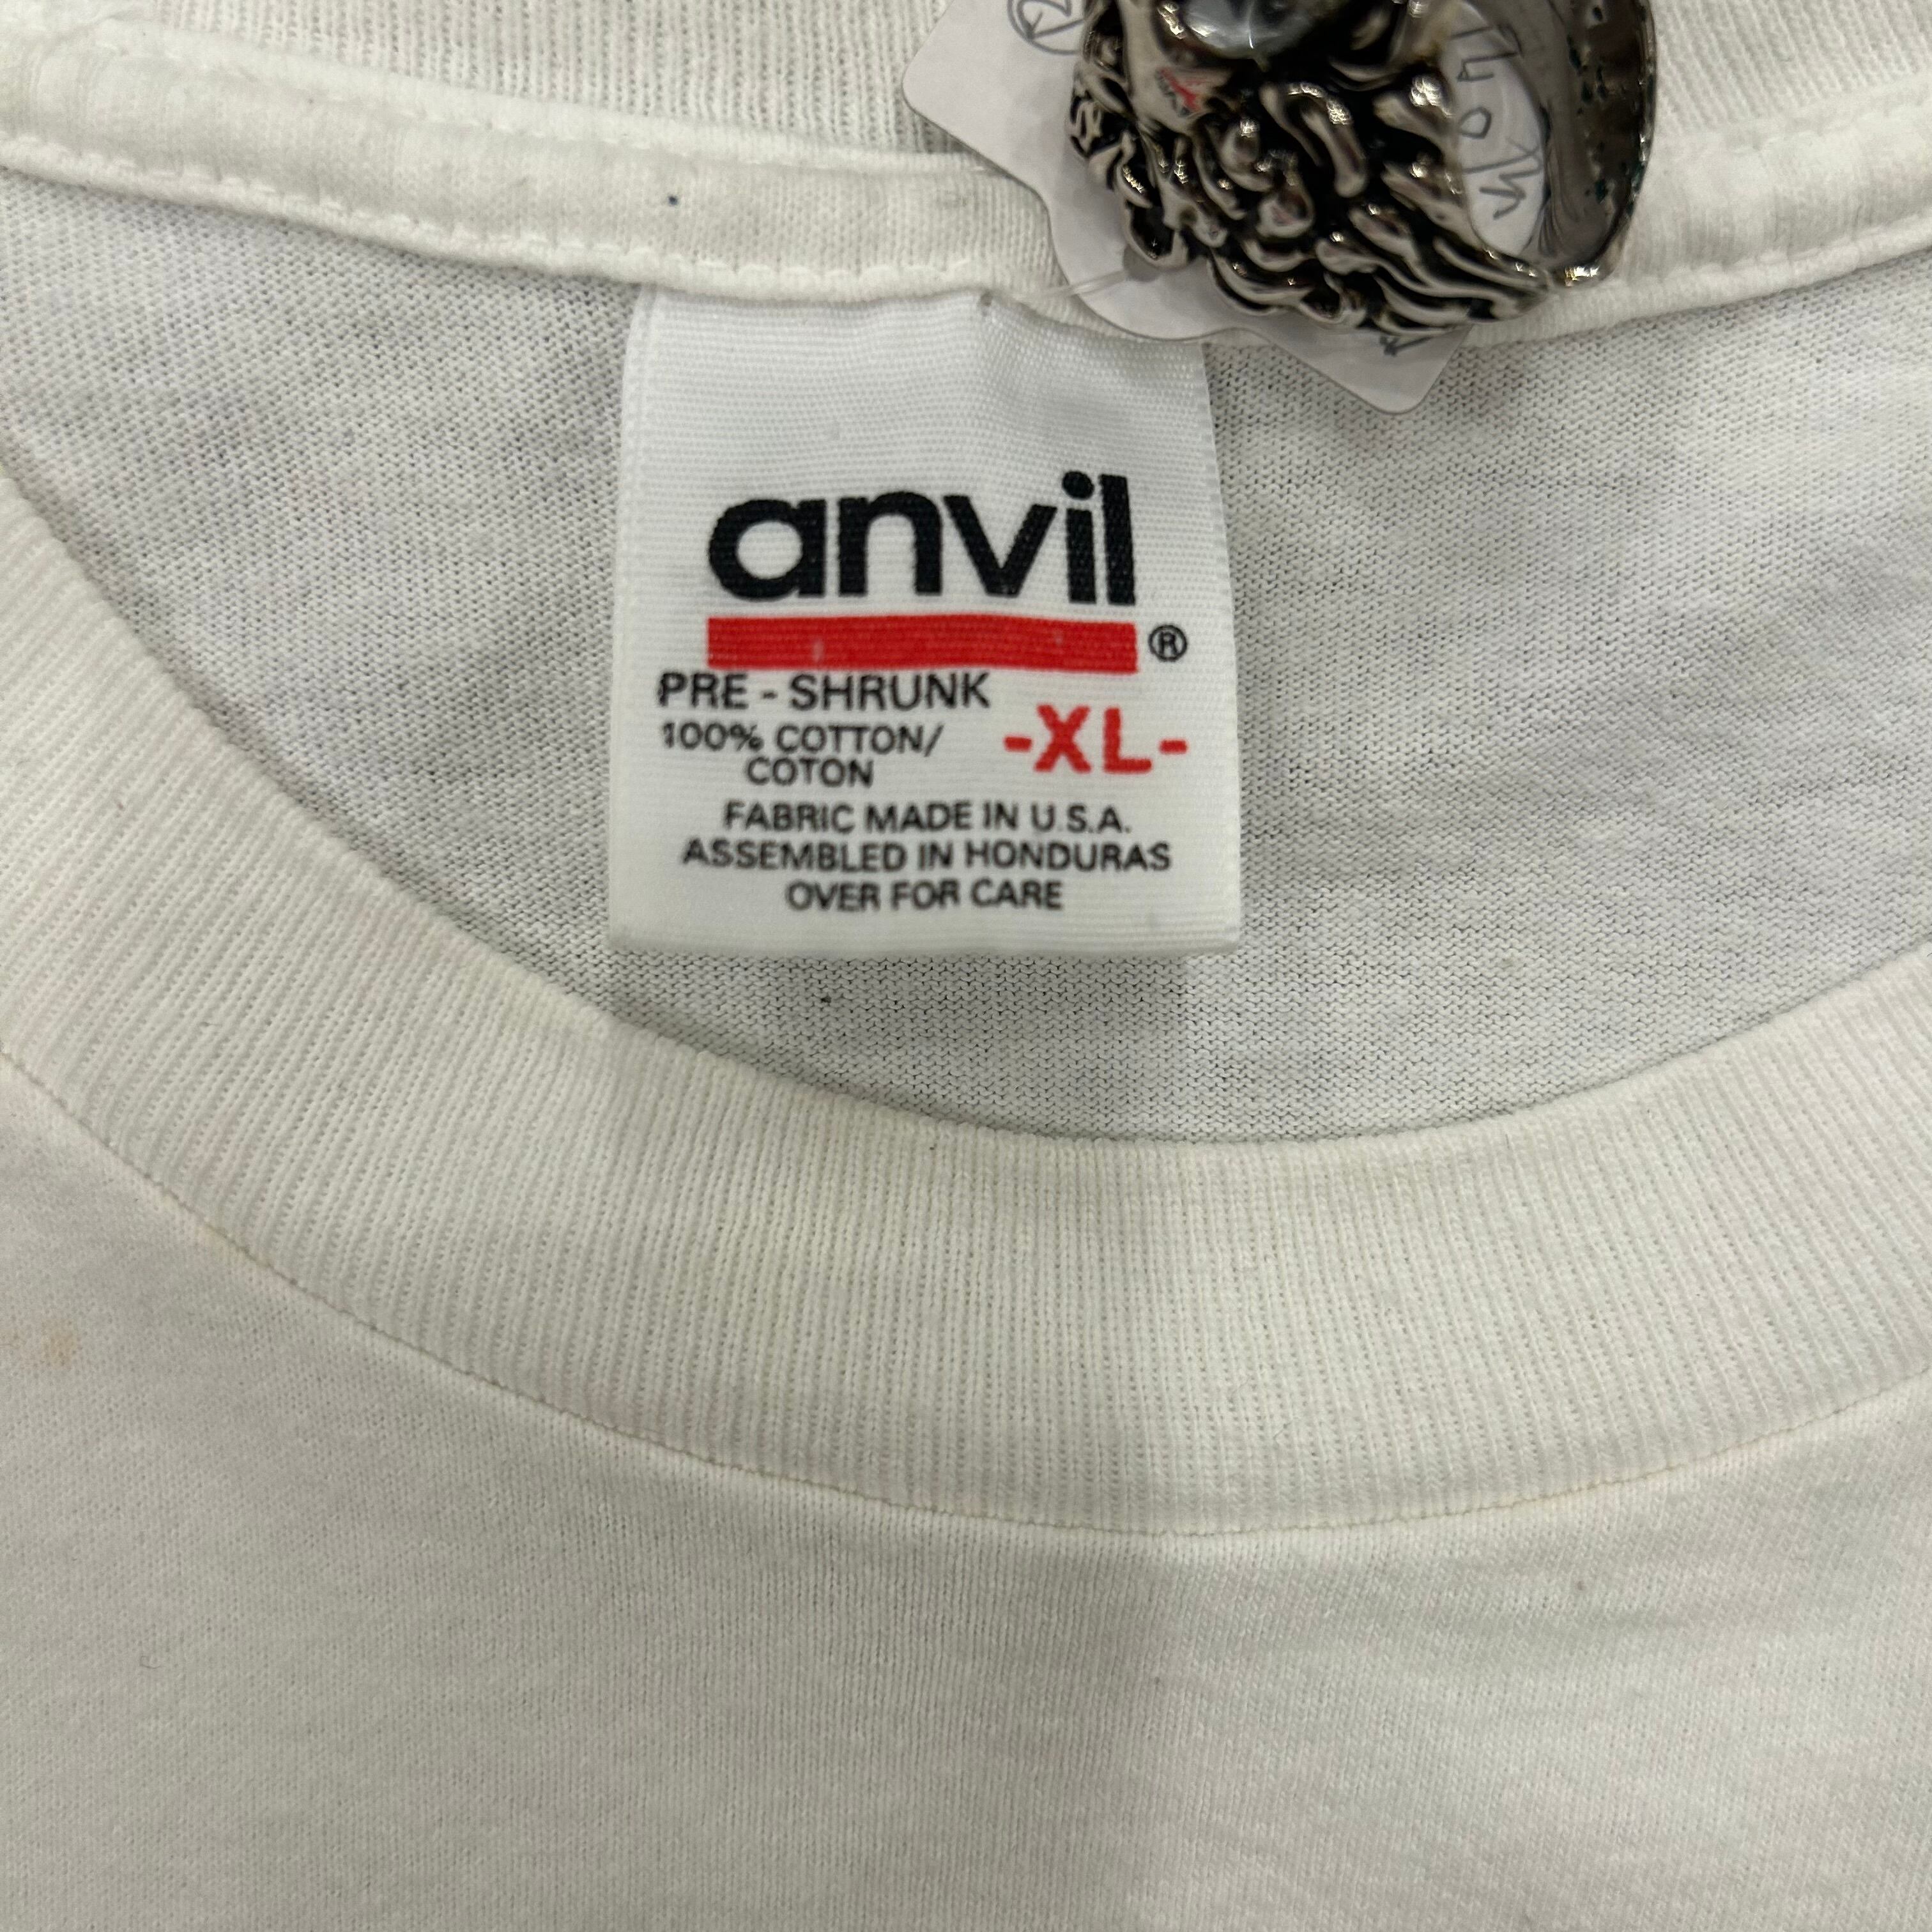 anvil
®
PRE - SHRUNK
100% COTTON/
COTON
-XL-
FABRIC MADE IN U.S.A.
ASSEMBLED IN HONDURAS
OVER FOR CARE